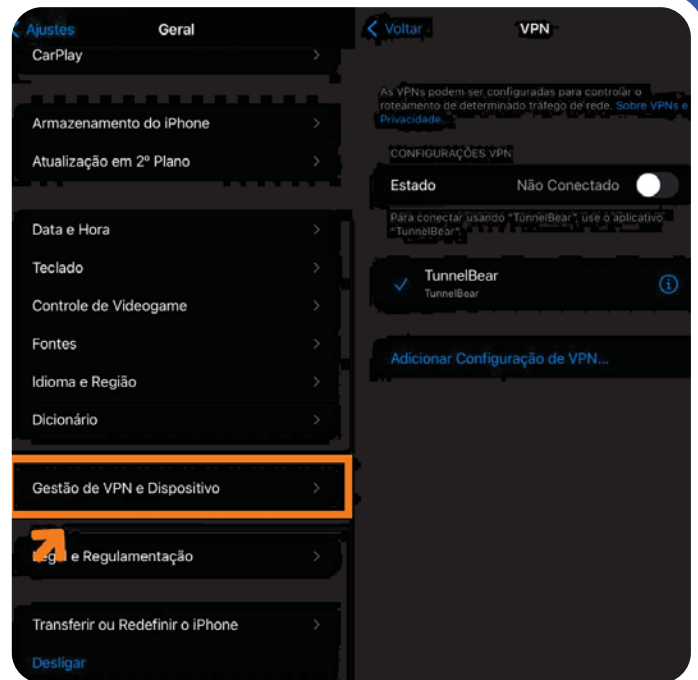 Ajustes
Geral
CarPlay
Armazenamento do iPhone
Atualização em 2º Plano
Data e Hora
Teclado
Controle de Videogame
Fontes
Idioma e Região
Dicionário
Gestão de VPN e Dispositivo
Legal e Regulamentação
Transferir ou Redefinir o iPhone
Desligar
Voltar
VPN
As VPNs podem ser configuradas para controlar o
roteamento de determinado tráfego de rede. Sobre VPNs e
Privacidade...
CONFIGURAÇÕES VPN
Estado Não Conectado
Para conectar usando "TunnelBear", use o aplicativo
"TunnelBear".
TunnelBear
TunnelBear
Adicionar Configuração de VPN...